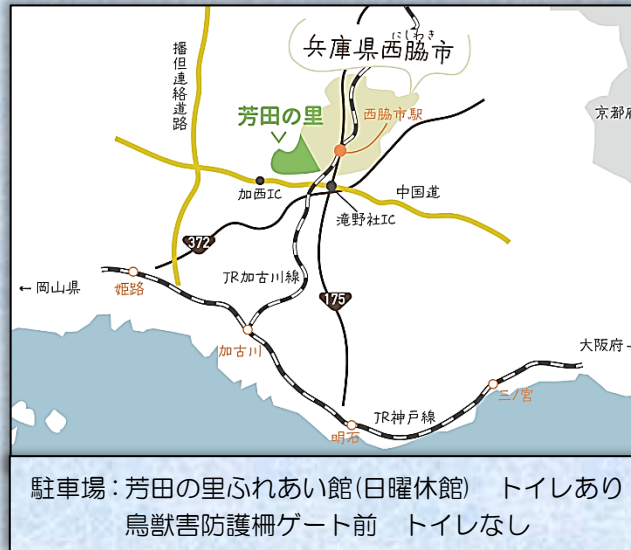 にしわき
兵庫県西脇市
播但連絡道路
京都府
芳田の里
西脇市駅
加西IC
中国道
滝野社IC
372
←岡山県
姫路
JR加古川線
175
加古川
大阪府→
三ノ宮
JR神戸線
明石
駐車場：芳田の里ふれあい館(日曜休館)　トイレあり
鳥獣害防護柵ゲート前　トイレなし